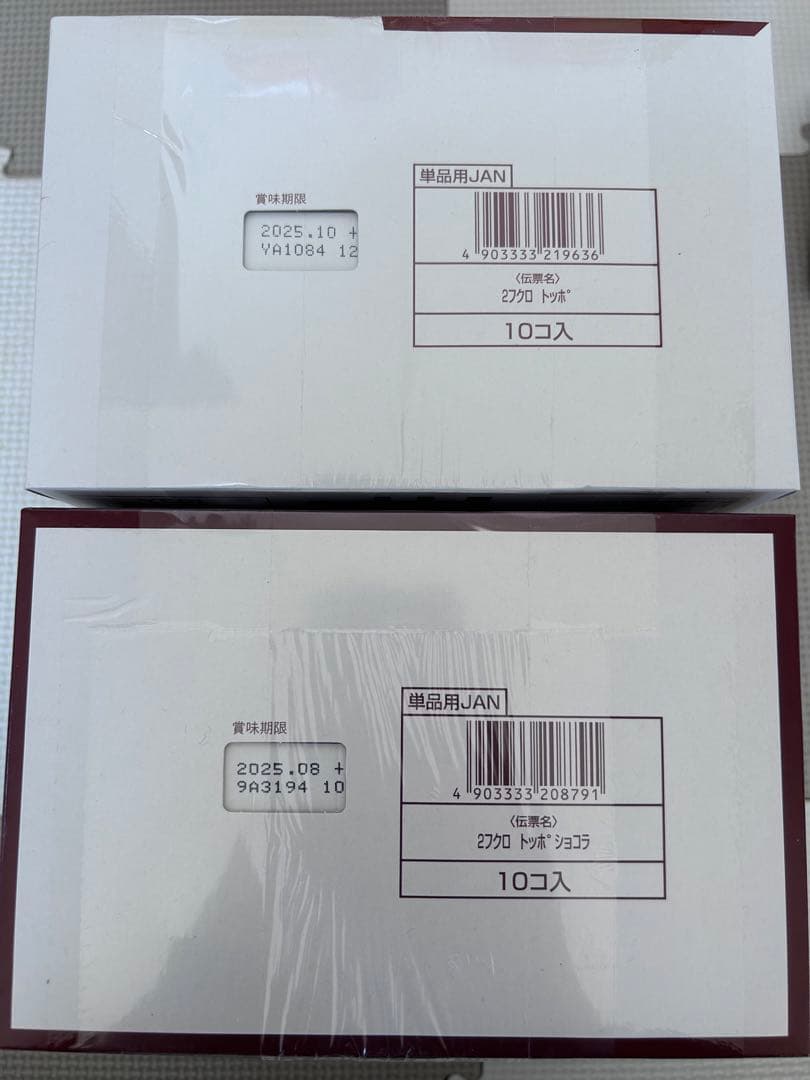 賞味期限
2025.10 +
YA1084 12
単品用JAN
4 903333 219636
〈伝票名〉
2フクロ トッポ
10コ入
賞味期限
2025.08 +
9A3194 10
単品用JAN
4 903333 208791
〈伝票名〉
2フクロ トッポショコラ
10コ入